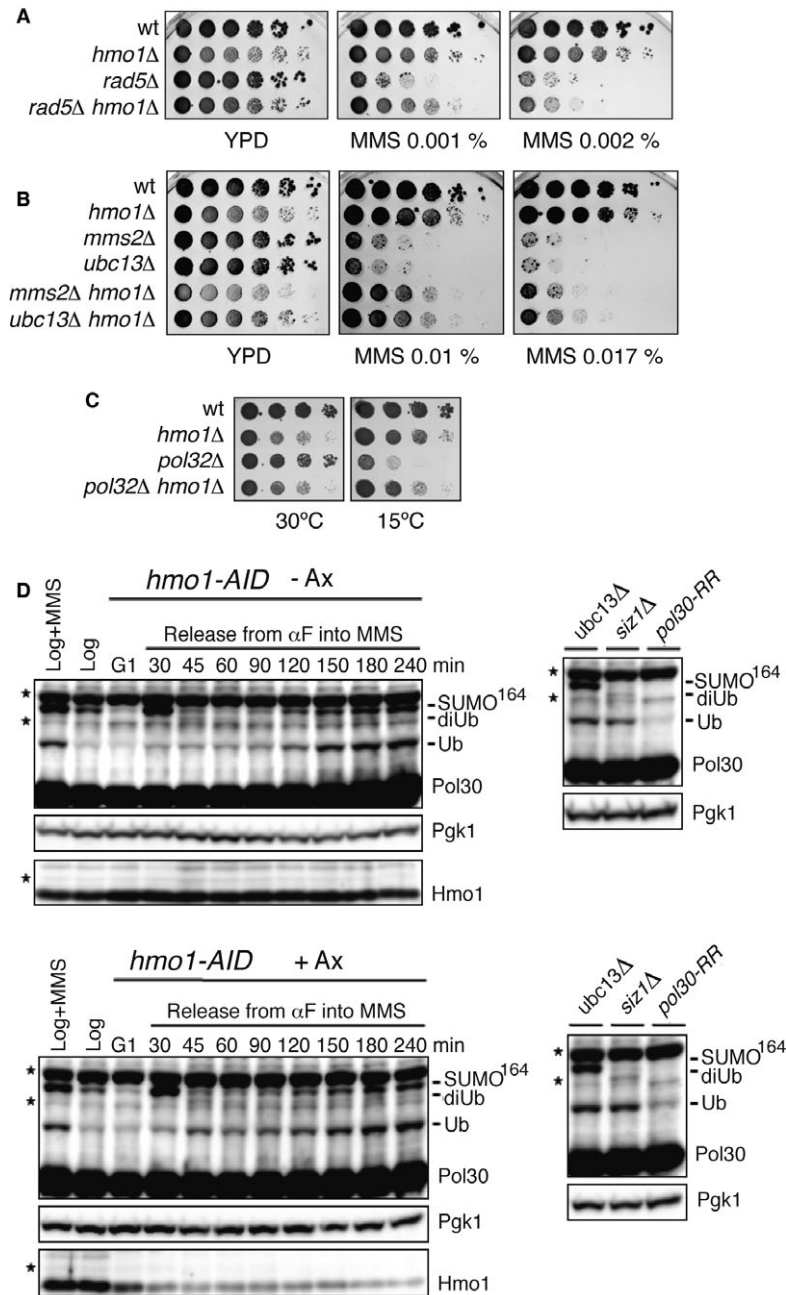 A
wt
hmo1Δ
rad5Δ
rad5Δ hmo1Δ
YPD
MMS 0.001 %
MMS 0.002 %
B
wt
hmo1Δ
mms2Δ
ubc13Δ
mms2Δ hmo1Δ
ubc13Δ hmo1Δ
YPD
MMS 0.01 %
MMS 0.017 %
C
wt
hmo1Δ
pol32Δ
pol32Δ hmo1Δ
30ºC
15ºC
D
hmo1-AID - Ax
Release from αF into MMS
Log+MMS Log G1 30 45 60 90 120 150 180 240 min
★
SUMO164
★
diUb
Ub
Pol30
Pgk1
★
Hmo1
ubc13Δ siz1Δ pol30-RR
★
★
Pol30
Pgk1
hmo1-AID + Ax
Release from αF into MMS
Log+MMS Log G1 30 45 60 90 120 150 180 240 min
★
SUMO164
★
diUb
Ub
Pol30
Pgk1
★
Hmo1
ubc13Δ siz1Δ pol30-RR
★
SUMO164
★
diUb
Ub
Pol30
Pgk1